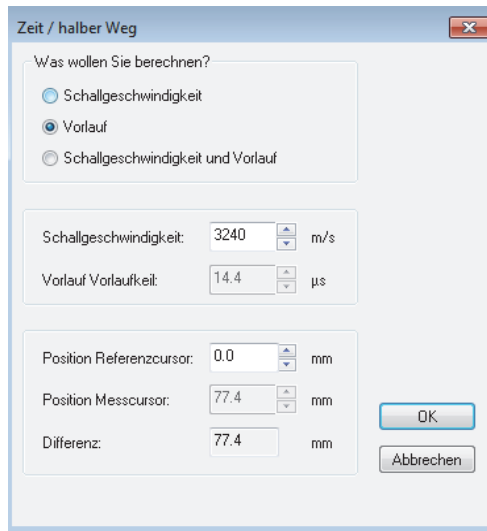 Zeit / halber Weg
Was wollen Sie berechnen?
Schallgeschwindigkeit
Vorlauf
Schallgeschwindigkeit und Vorlauf
Schallgeschwindigkeit: 3240 m/s
Vorlauf Vorlaufkeil: 14.4 µs
Position Referenzcursor: 0.0 mm
Position Messcursor: 77.4 mm
Differenz: 77.4 mm
OK
Abbrechen